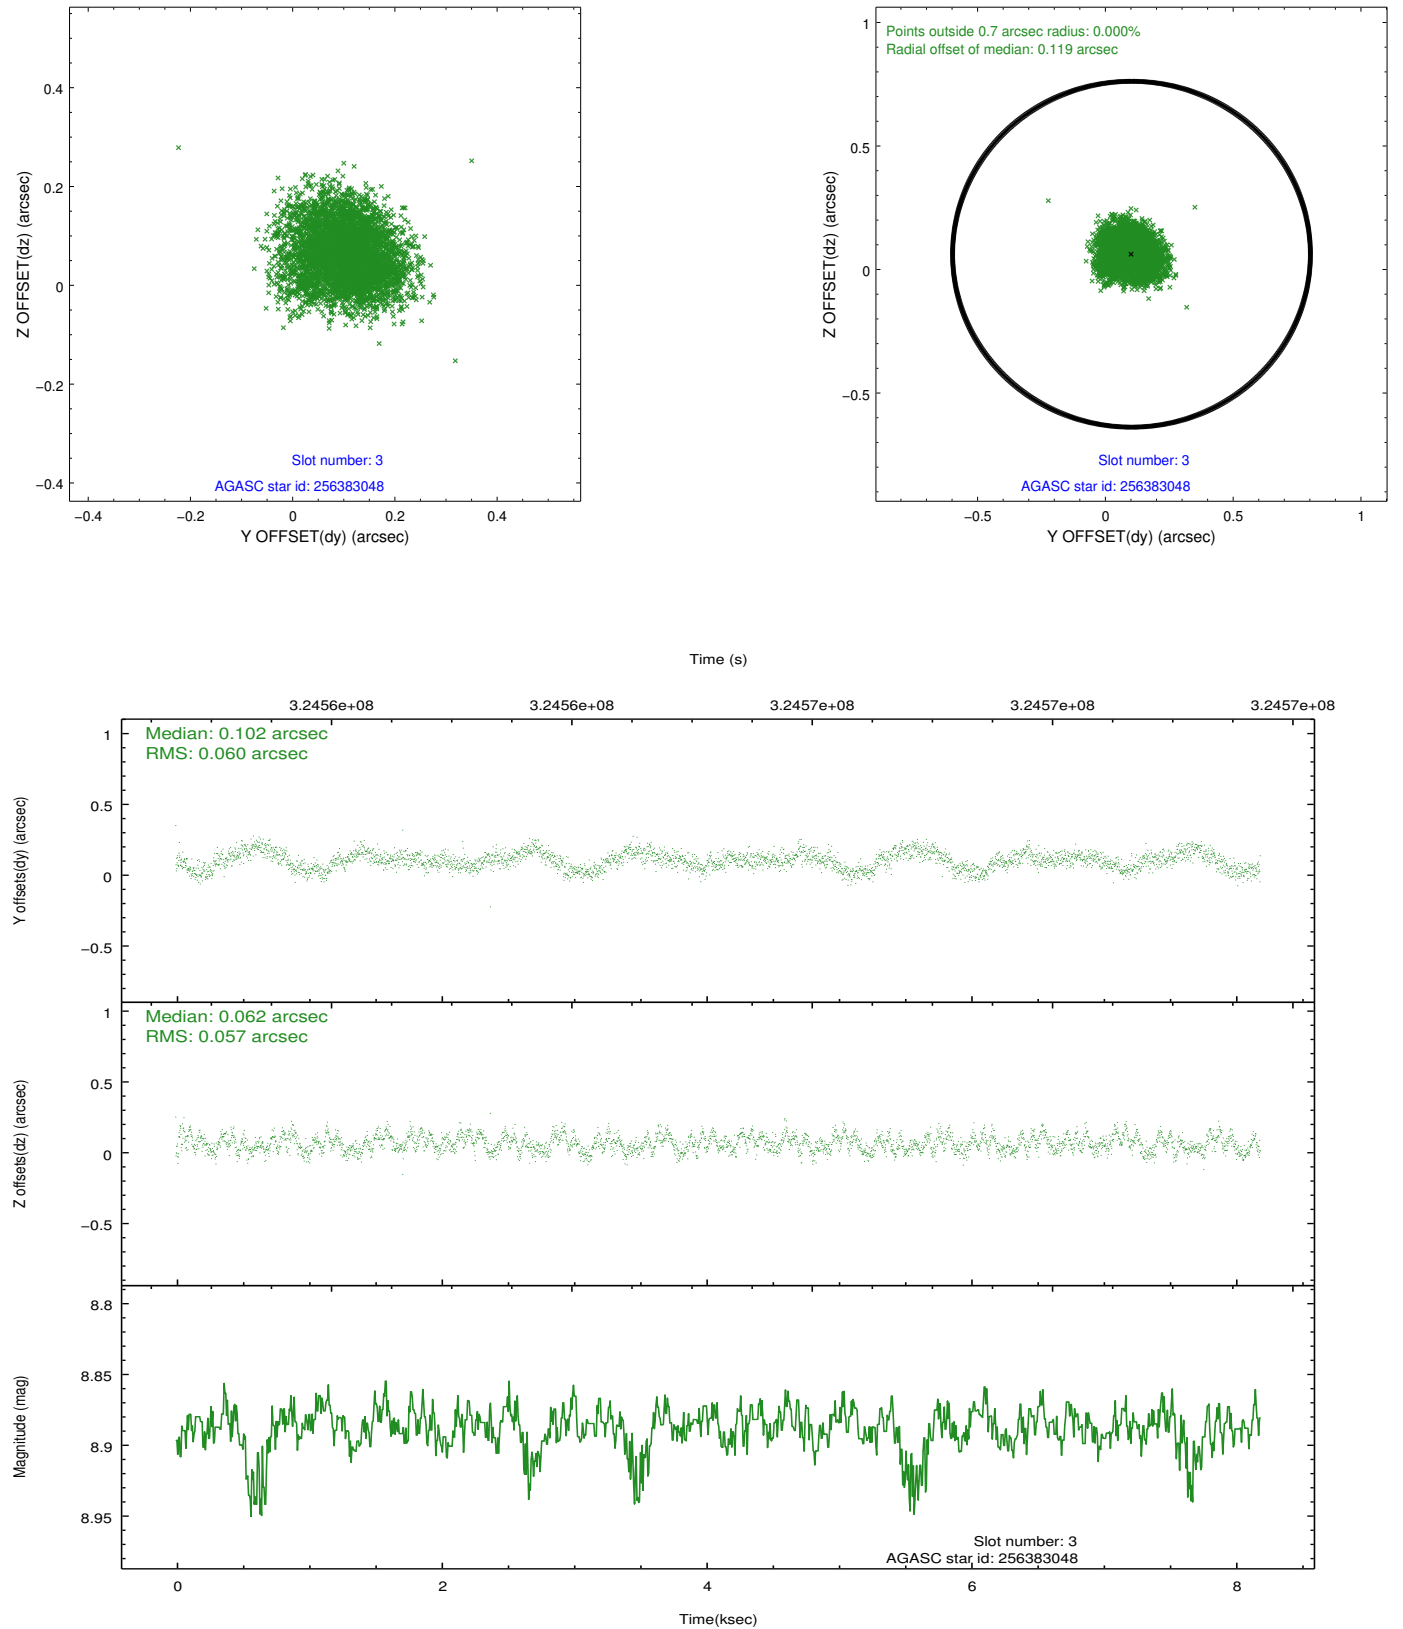 0.4
0.2
0
−0.2
−0.4
Z OFFSET(dz) (arcsec)
Slot number: 3
AGASC star id: 256383048
−0.4 −0.2 0 0.2 0.4
Y OFFSET(dy) (arcsec)
Points outside 0.7 arcsec radius: 0.000%
Radial offset of median: 0.119 arcsec
1
0.5
0
−0.5
Z OFFSET(dz) (arcsec)
Slot number: 3
AGASC star id: 256383048
−0.5 0 0.5 1
Y OFFSET(dy) (arcsec)
Time (s)
3.2456e+08 3.2456e+08 3.2457e+08 3.2457e+08 3.2457e+08
Median: 0.102 arcsec
RMS: 0.060 arcsec
1
0.5
0
−0.5
Y offsets(dy) (arcsec)
Median: 0.062 arcsec
RMS: 0.057 arcsec
1
0.5
0
−0.5
Z offsets(dz) (arcsec)
8.8
8.85
8.9
8.95
Magnitude (mag)
Slot number: 3
AGASC star id: 256383048
0 2 4 6 8
Time(ksec)